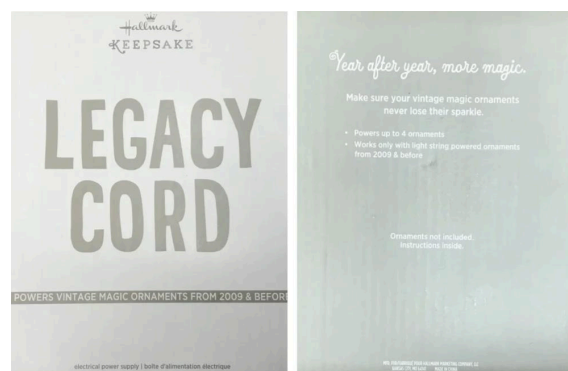 Hallmark
KEEPSAKE
LEGACY
CORD
POWERS VINTAGE MAGIC ORNAMENTS FROM 2009 & BEFORE
electrical power supply | boîte d'alimentation électrique
Year after year, more magic.
Make sure your vintage magic ornaments
never lose their sparkle.
• Powers up to 4 ornaments
• Works only with light string powered ornaments
from 2009 & before
Ornaments not included.
Instructions inside.